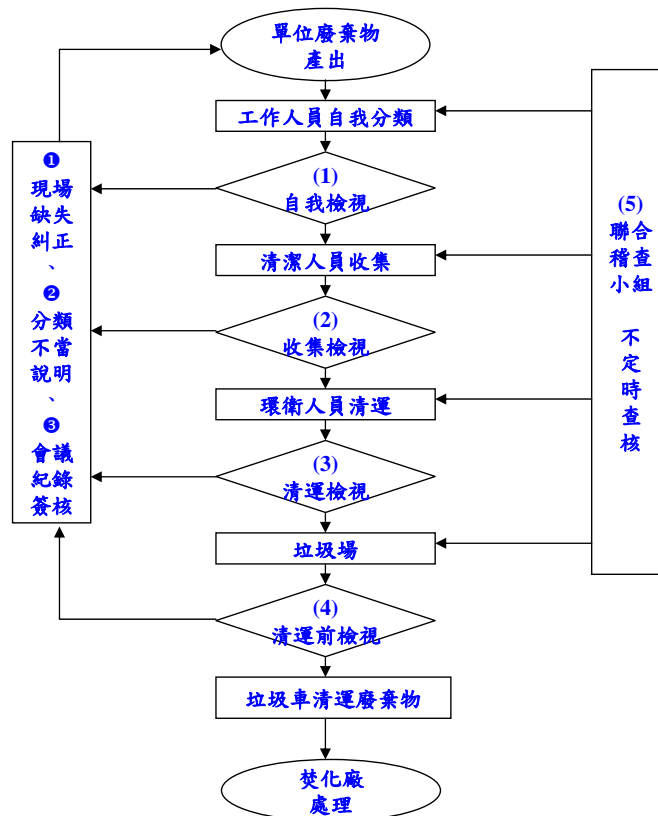 單位廢棄物
產出
工作人員自我分類
(1)
自我檢視
清潔人員收集
(2)
收集檢視
環衛人員清運
(3)
清運檢視
垃圾場
(4)
清運前檢視
垃圾車清運廢棄物
焚化廠
處理
❶
現場
缺失
糾正
、
❷
分類
不當
說明
、
❸
會議
紀錄
簽核
(5)
聯合
稽查
小組
不
定
時
查
核